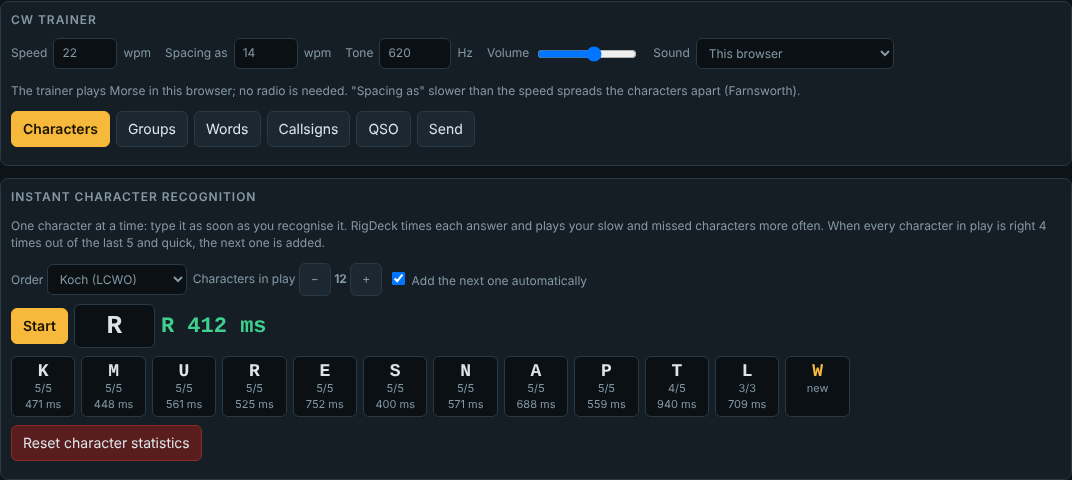 CW TRAINER
Speed 22 wpm Spacing as 14 wpm Tone 620 Hz Volume Sound This browser
The trainer plays Morse in this browser; no radio is needed. "Spacing as" slower than the speed spreads the characters apart (Farnsworth).
Characters Groups Words Callsigns QSO Send
INSTANT CHARACTER RECOGNITION
One character at a time: type it as soon as you recognise it. RigDeck times each answer and plays your slow and missed characters more often. When every character in play is right 4
times out of the last 5 and quick, the next one is added.
Order Koch (LCWO) Characters in play − 12 + Add the next one automatically
Start R R 412 ms
K M U R E S N A P T L W
5/5 5/5 5/5 5/5 5/5 5/5 5/5 5/5 5/5 4/5 3/3 new
471 ms 448 ms 561 ms 525 ms 752 ms 400 ms 571 ms 688 ms 559 ms 940 ms 709 ms
Reset character statistics